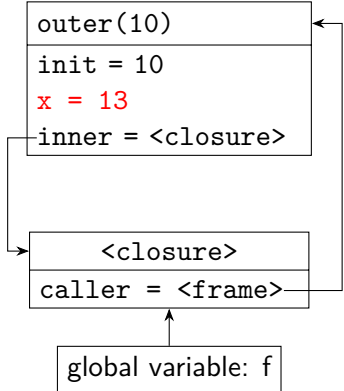 outer(10)
init = 10
x = 13
inner = <closure>
<closure>
caller = <frame>
global variable: f